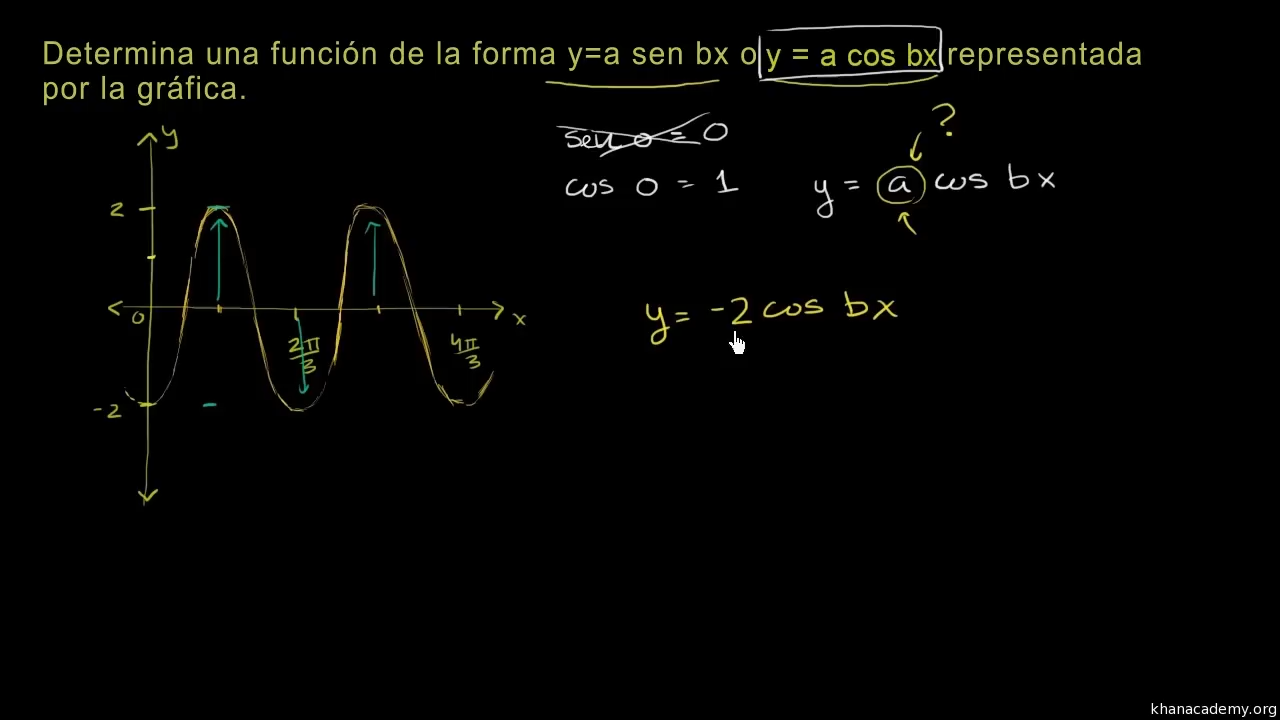 Determina una función de la forma y=a sen bx o y = a cos bx representada
por la gráfica.
sen 0 = 0
cos 0 = 1
?
y = a cos bx
y = -2 cos bx
y
2
0
x
2π/3
4π/3
-2
khanacademy.org